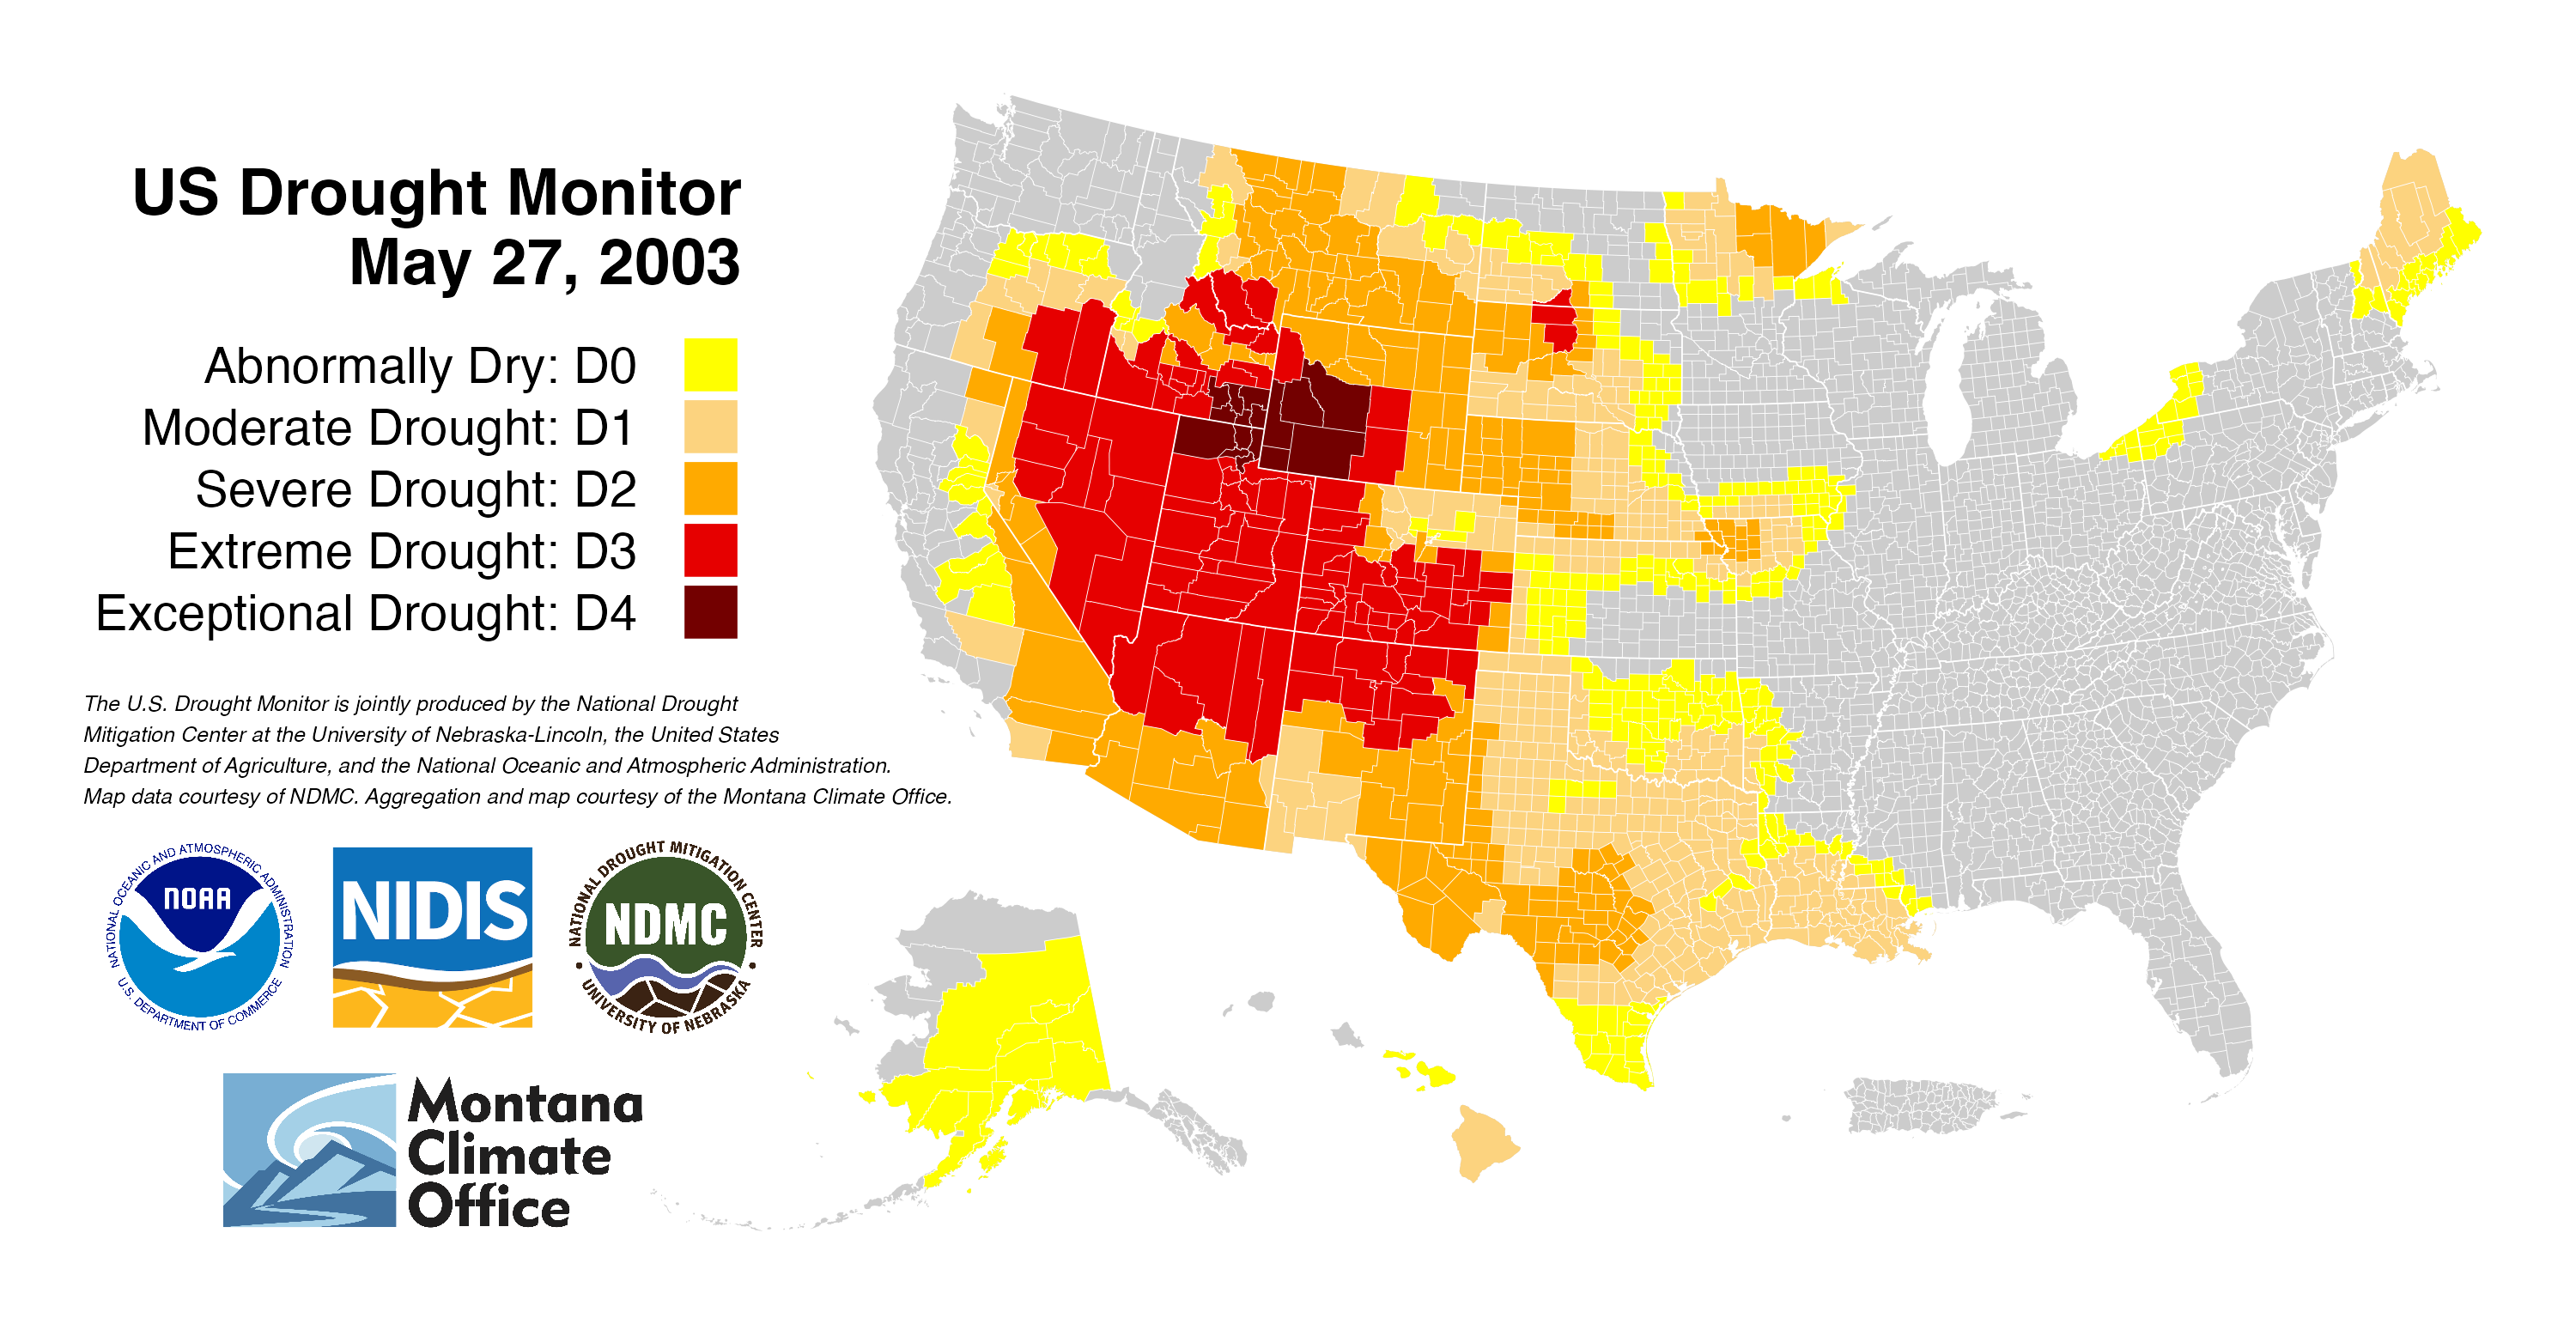 US Drought Monitor
May 27, 2003
Abnormally Dry: D0
Moderate Drought: D1
Severe Drought: D2
Extreme Drought: D3
Exceptional Drought: D4
The U.S. Drought Monitor is jointly produced by the National Drought
Mitigation Center at the University of Nebraska-Lincoln, the United States
Department of Agriculture, and the National Oceanic and Atmospheric Administration.
Map data courtesy of NDMC. Aggregation and map courtesy of the Montana Climate Office.
NATIONAL OCEANIC AND ATMOSPHERIC ADMINISTRATION
NOAA
U.S. DEPARTMENT OF COMMERCE
NIDIS
NATIONAL DROUGHT MITIGATION CENTER
NDMC
UNIVERSITY OF NEBRASKA
Montana
Climate
Office